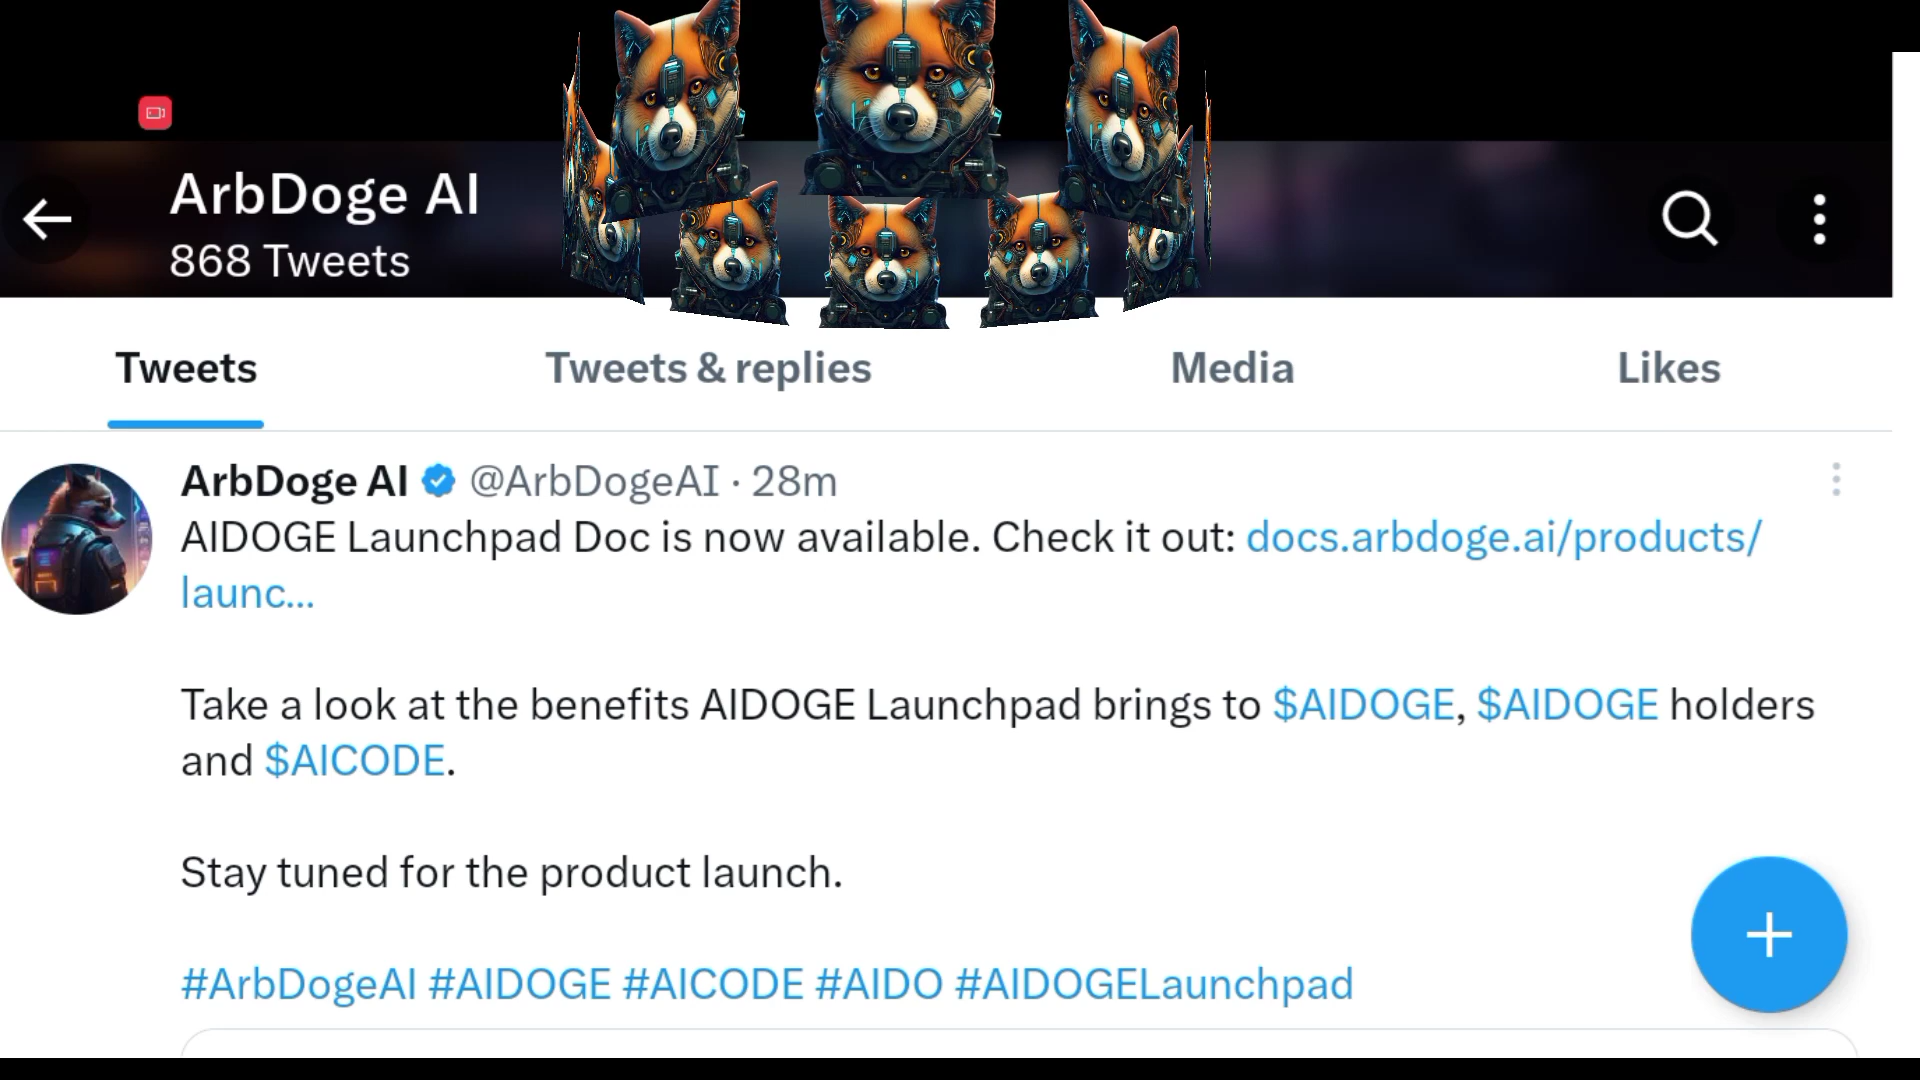 ArbDoge AI
868 Tweets
Tweets Tweets & replies Media Likes
ArbDoge AI @ArbDogeAI · 28m
AIDOGE Launchpad Doc is now available. Check it out: docs.arbdoge.ai/products/
launc...
Take a look at the benefits AIDOGE Launchpad brings to $AIDOGE, $AIDOGE holders
and $AICODE.
Stay tuned for the product launch.
#ArbDogeAI #AIDOGE #AICODE #AIDO #AIDOGELaunchpad